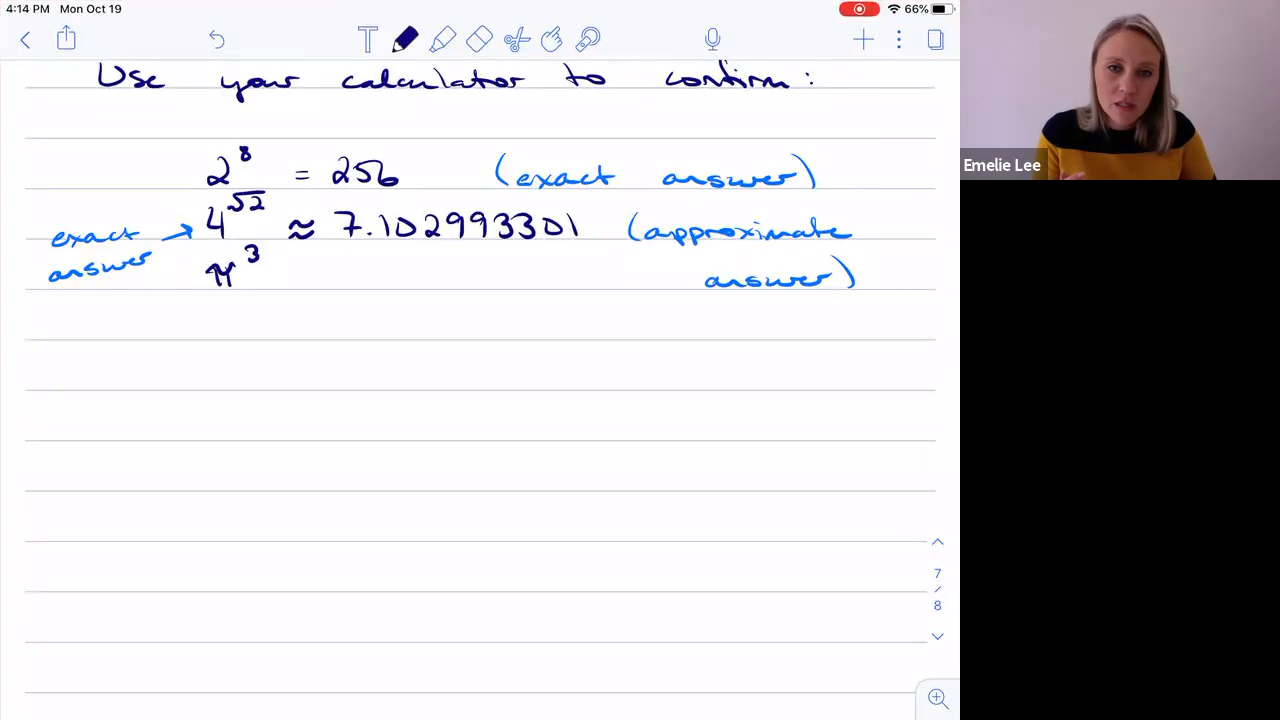 4:14 PM Mon Oct 19
66%
Use your calculator to confirm:
2^8 = 256 (exact answer)
exact answer → 4^√2 ≈ 7.102993301 (approximate answer)
π^3
Emelie Lee
7
/
8